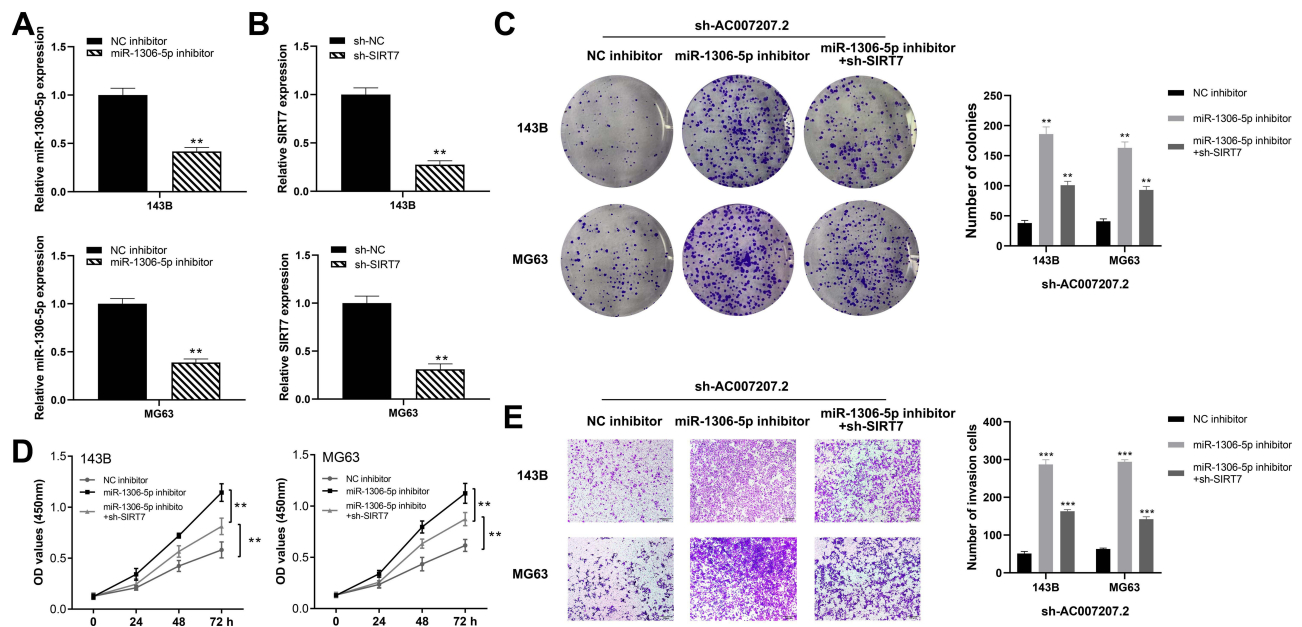 A
Relative miR-1306-5p expression
NC inhibitor
miR-1306-5p inhibitor
1.5
1.0
0.5
0.0
**
143B
Relative miR-1306-5p expression
NC inhibitor
miR-1306-5p inhibitor
1.5
1.0
0.5
0.0
**
MG63
B
Relative SIRT7 expression
sh-NC
sh-SIRT7
1.5
1.0
0.5
0.0
**
143B
Relative SIRT7 expression
sh-NC
sh-SIRT7
1.5
1.0
0.5
0.0
**
MG63
C
sh-AC007207.2
NC inhibitor
miR-1306-5p inhibitor
miR-1306-5p inhibitor
+sh-SIRT7
143B
MG63
NC inhibitor
miR-1306-5p inhibitor
miR-1306-5p inhibitor
+sh-SIRT7
Number of colonies
250
200
150
100
50
0
**
**
**
**
143B
MG63
sh-AC007207.2
D
143B
NC inhibitor
miR-1306-5p inhibitor
miR-1306-5p inhibito
+sh-SIRT7
OD values (450nm)
1.5
1.0
0.5
0.0
**
**
0 24 48 72 h
MG63
NC inhibitor
miR-1306-5p inhibitor
miR-1306-5p inhibitor
+sh-SIRT7
OD values (450nm)
1.5
1.0
0.5
0.0
**
**
0 24 48 72 h
E
sh-AC007207.2
NC inhibitor
miR-1306-5p inhibitor
miR-1306-5p inhibitor
+sh-SIRT7
143B
MG63
NC inhibitor
miR-1306-5p inhibitor
miR-1306-5p inhibitor
+sh-SIRT7
Number of invasion cells
400
300
200
100
0
***
***
***
***
143B
MG63
sh-AC007207.2